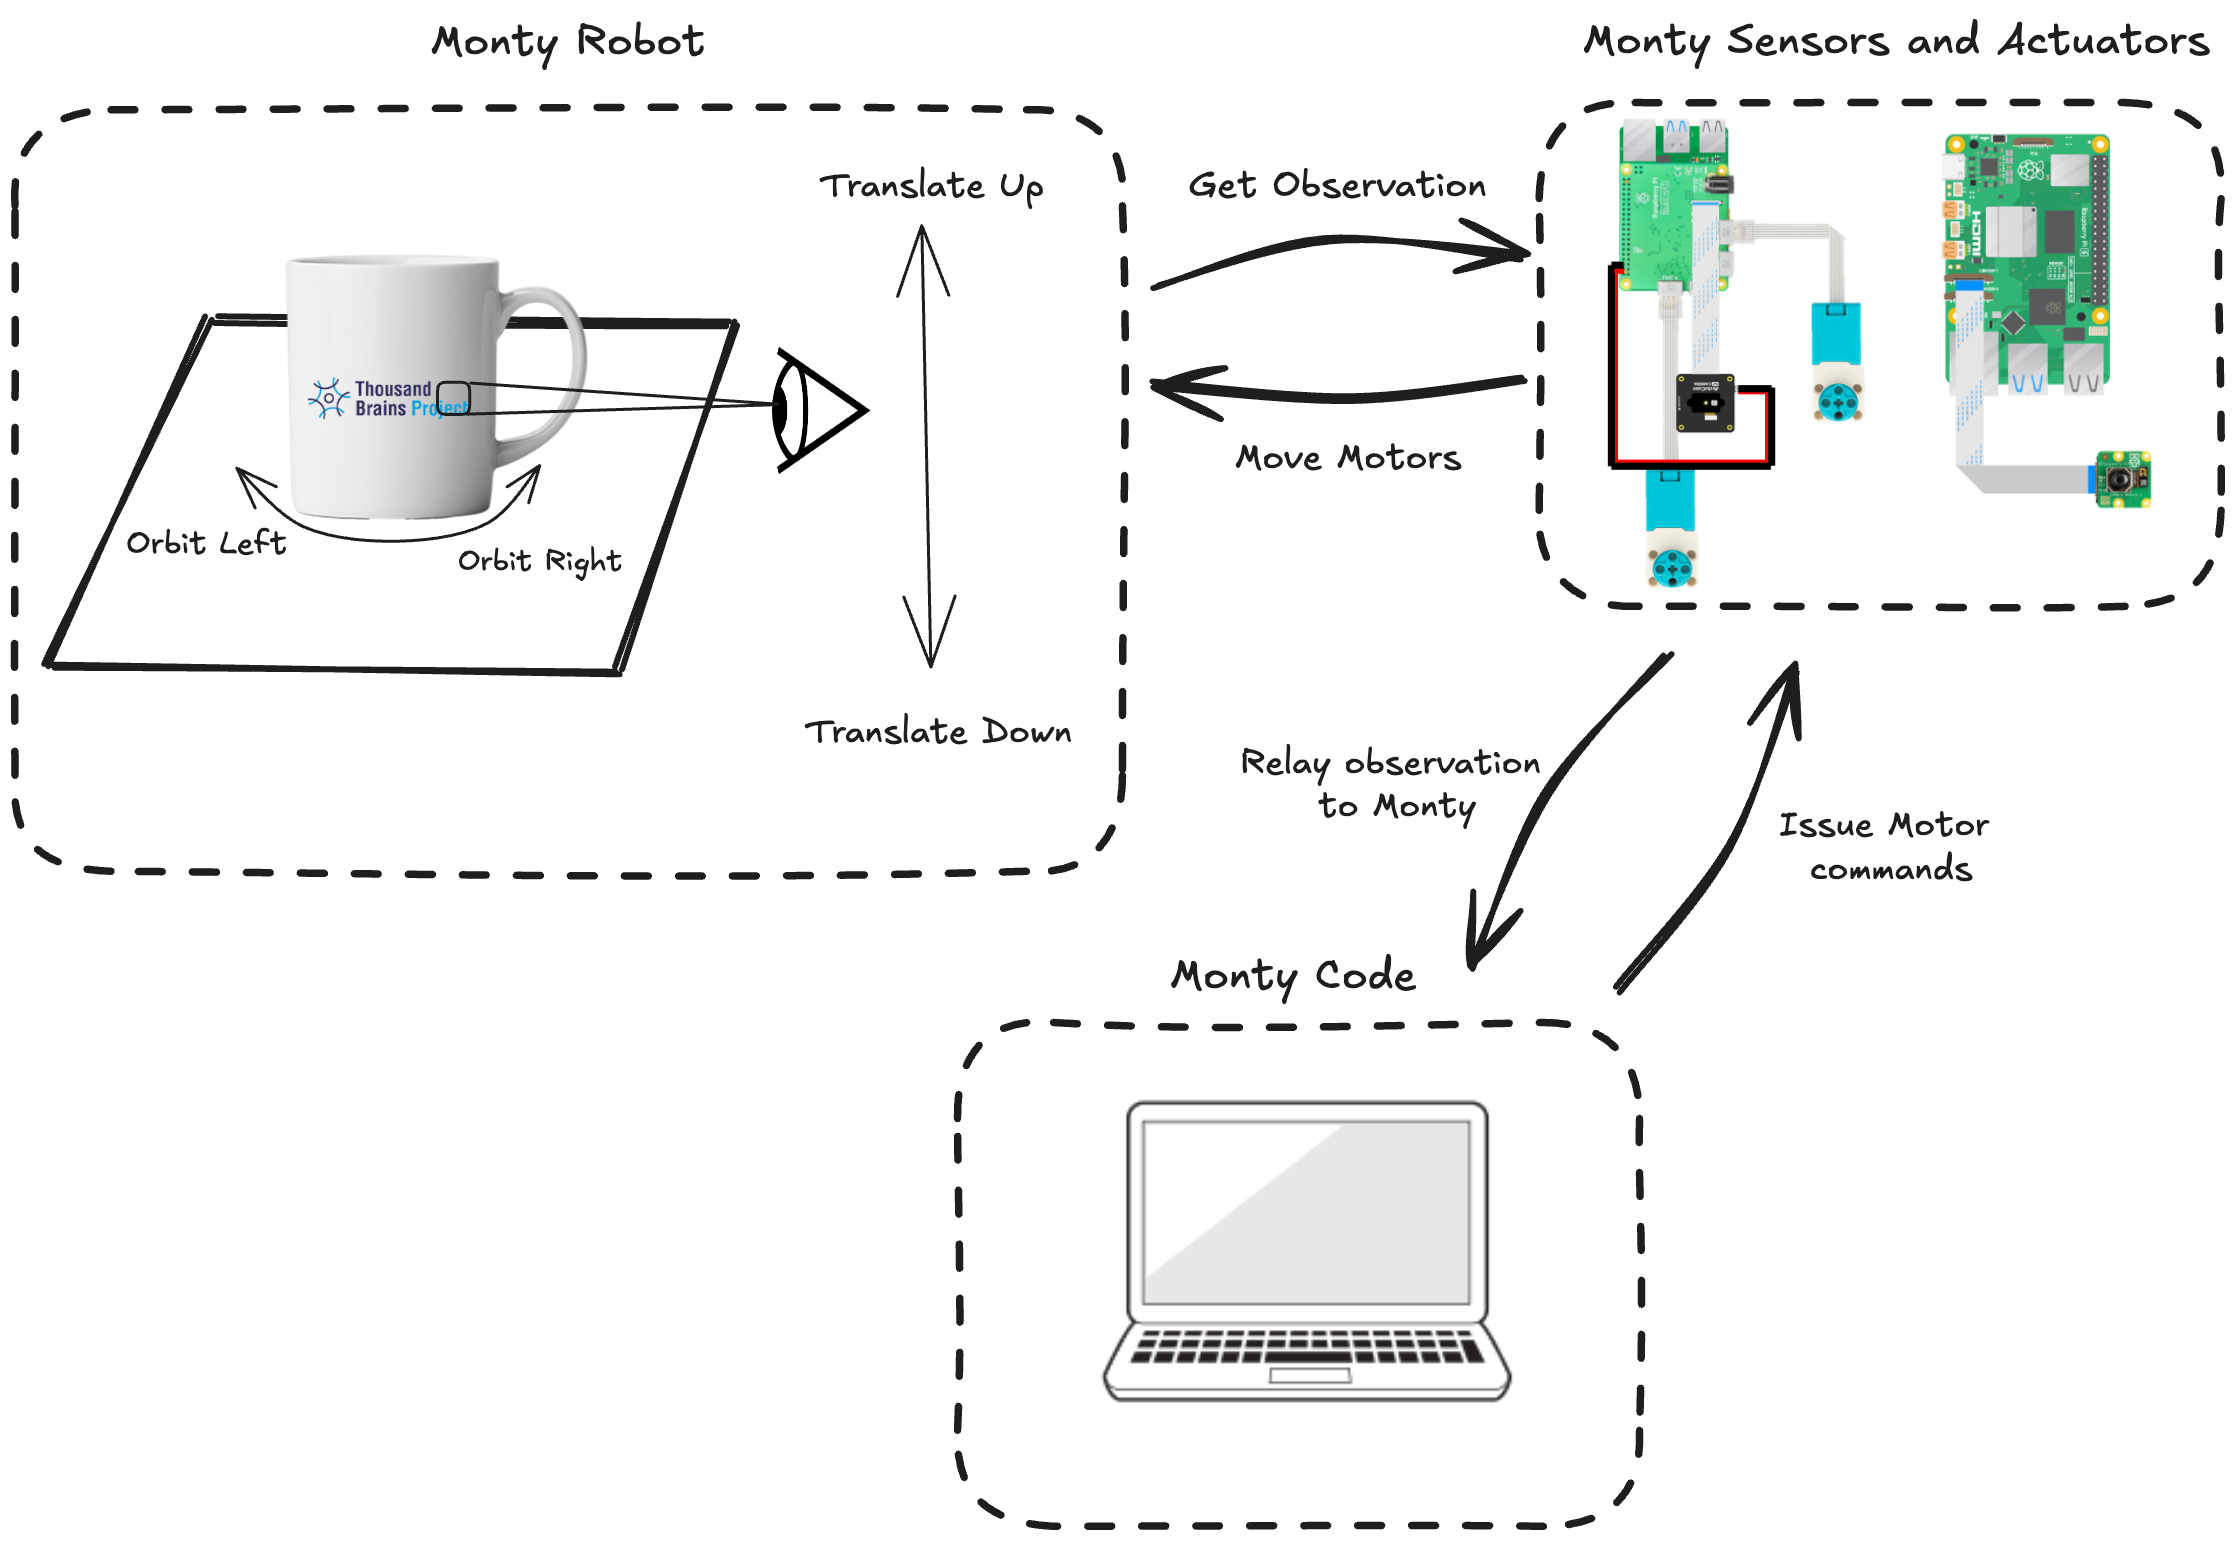 Monty Robot
Monty Sensors and Actuators
Translate Up
Get Observation
HDMI
Thousand
Brains Project
Move Motors
Orbit Left
Orbit Right
Translate Down
Relay observation
to Monty
Issue Motor
commands
Monty Code